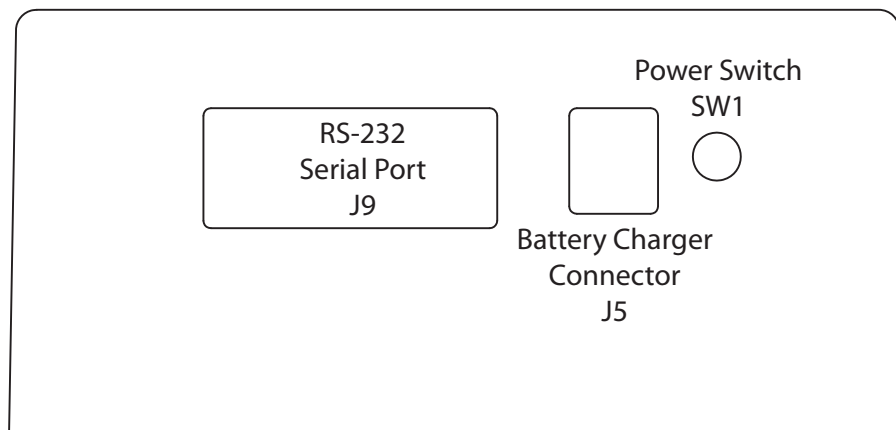 Power Switch
SW1
RS-232
Serial Port
J9
Battery Charger
Connector
J5